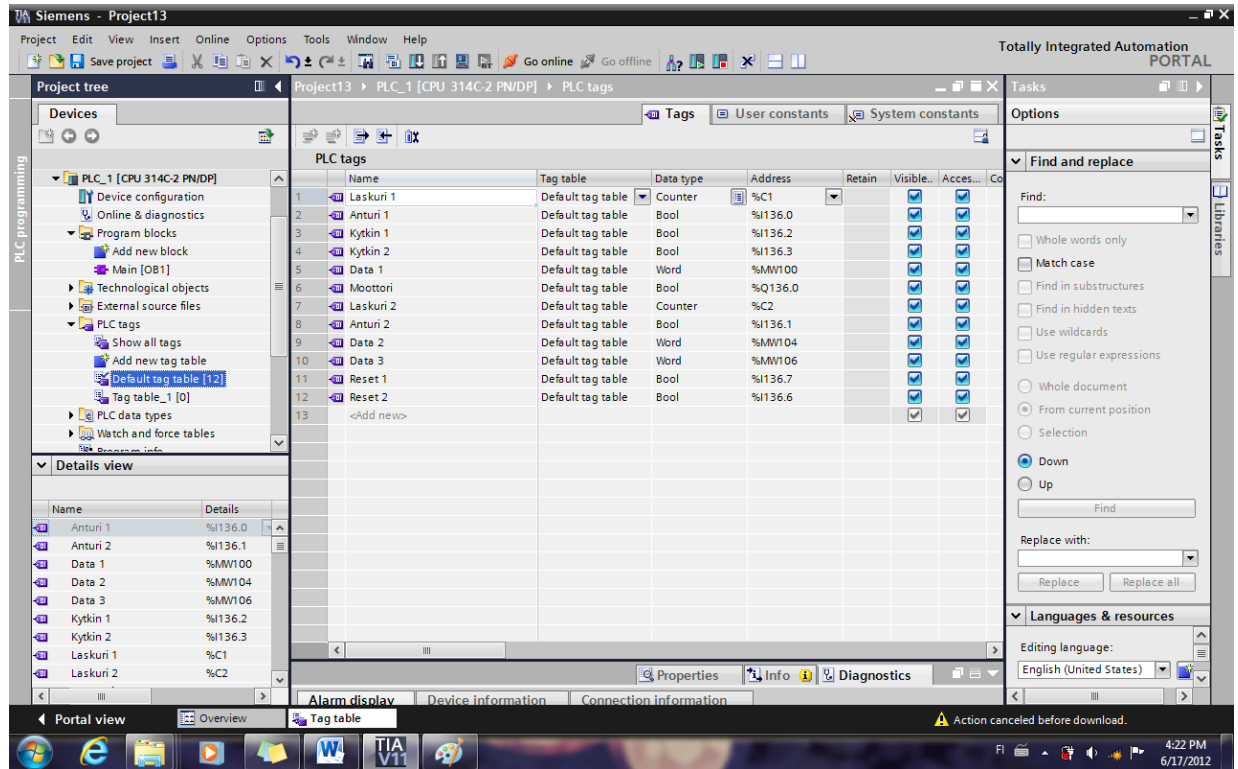 Siemens - Project13
Project Edit View Insert Online Options Tools Window Help
Totally Integrated Automation
PORTAL
Save project Go online Go offline
Project tree
Project13 PLC_1 [CPU 314C-2 PN/DP] PLC tags
Tasks
Devices
Tags User constants System constants
Options
PLC programming
PLC_1 [CPU 314C-2 PN/DP]
Device configuration
Online & diagnostics
Program blocks
Add new block
Main [OB1]
Technological objects
External source files
PLC tags
Show all tags
Add new tag table
Default tag table [12]
Tag table_1 [0]
PLC data types
Watch and force tables
Program info
Details view
Name Details
Anturi 1 %I136.0
Anturi 2 %I136.1
Data 1 %MW100
Data 2 %MW104
Data 3 %MW106
Kytkin 1 %I136.2
Kytkin 2 %I136.3
Laskuri 1 %C1
Laskuri 2 %C2
PLC tags
Name Tag table Data type Address Retain Visible.. Acces... Co
1 Laskuri 1 Default tag table Counter %C1
2 Anturi 1 Default tag table Bool %I136.0
3 Kytkin 1 Default tag table Bool %I136.2
4 Kytkin 2 Default tag table Bool %I136.3
5 Data 1 Default tag table Word %MW100
6 Moottori Default tag table Bool %Q136.0
7 Laskuri 2 Default tag table Counter %C2
8 Anturi 2 Default tag table Bool %I136.1
9 Data 2 Default tag table Word %MW104
10 Data 3 Default tag table Word %MW106
11 Reset 1 Default tag table Bool %I136.7
12 Reset 2 Default tag table Bool %I136.6
13 <Add new>
Properties Info Diagnostics
Alarm display Device information Connection information
Find and replace
Find:
Whole words only
Match case
Find in substructures
Find in hidden texts
Use wildcards
Use regular expressions
Whole document
From current position
Selection
Down
Up
Find
Replace with:
Replace Replace all
Languages & resources
Editing language:
English (United States)
Tasks
Libraries
Portal view Overview Tag table Action canceled before download.
TIA
V11
FI 4:22 PM
6/17/2012